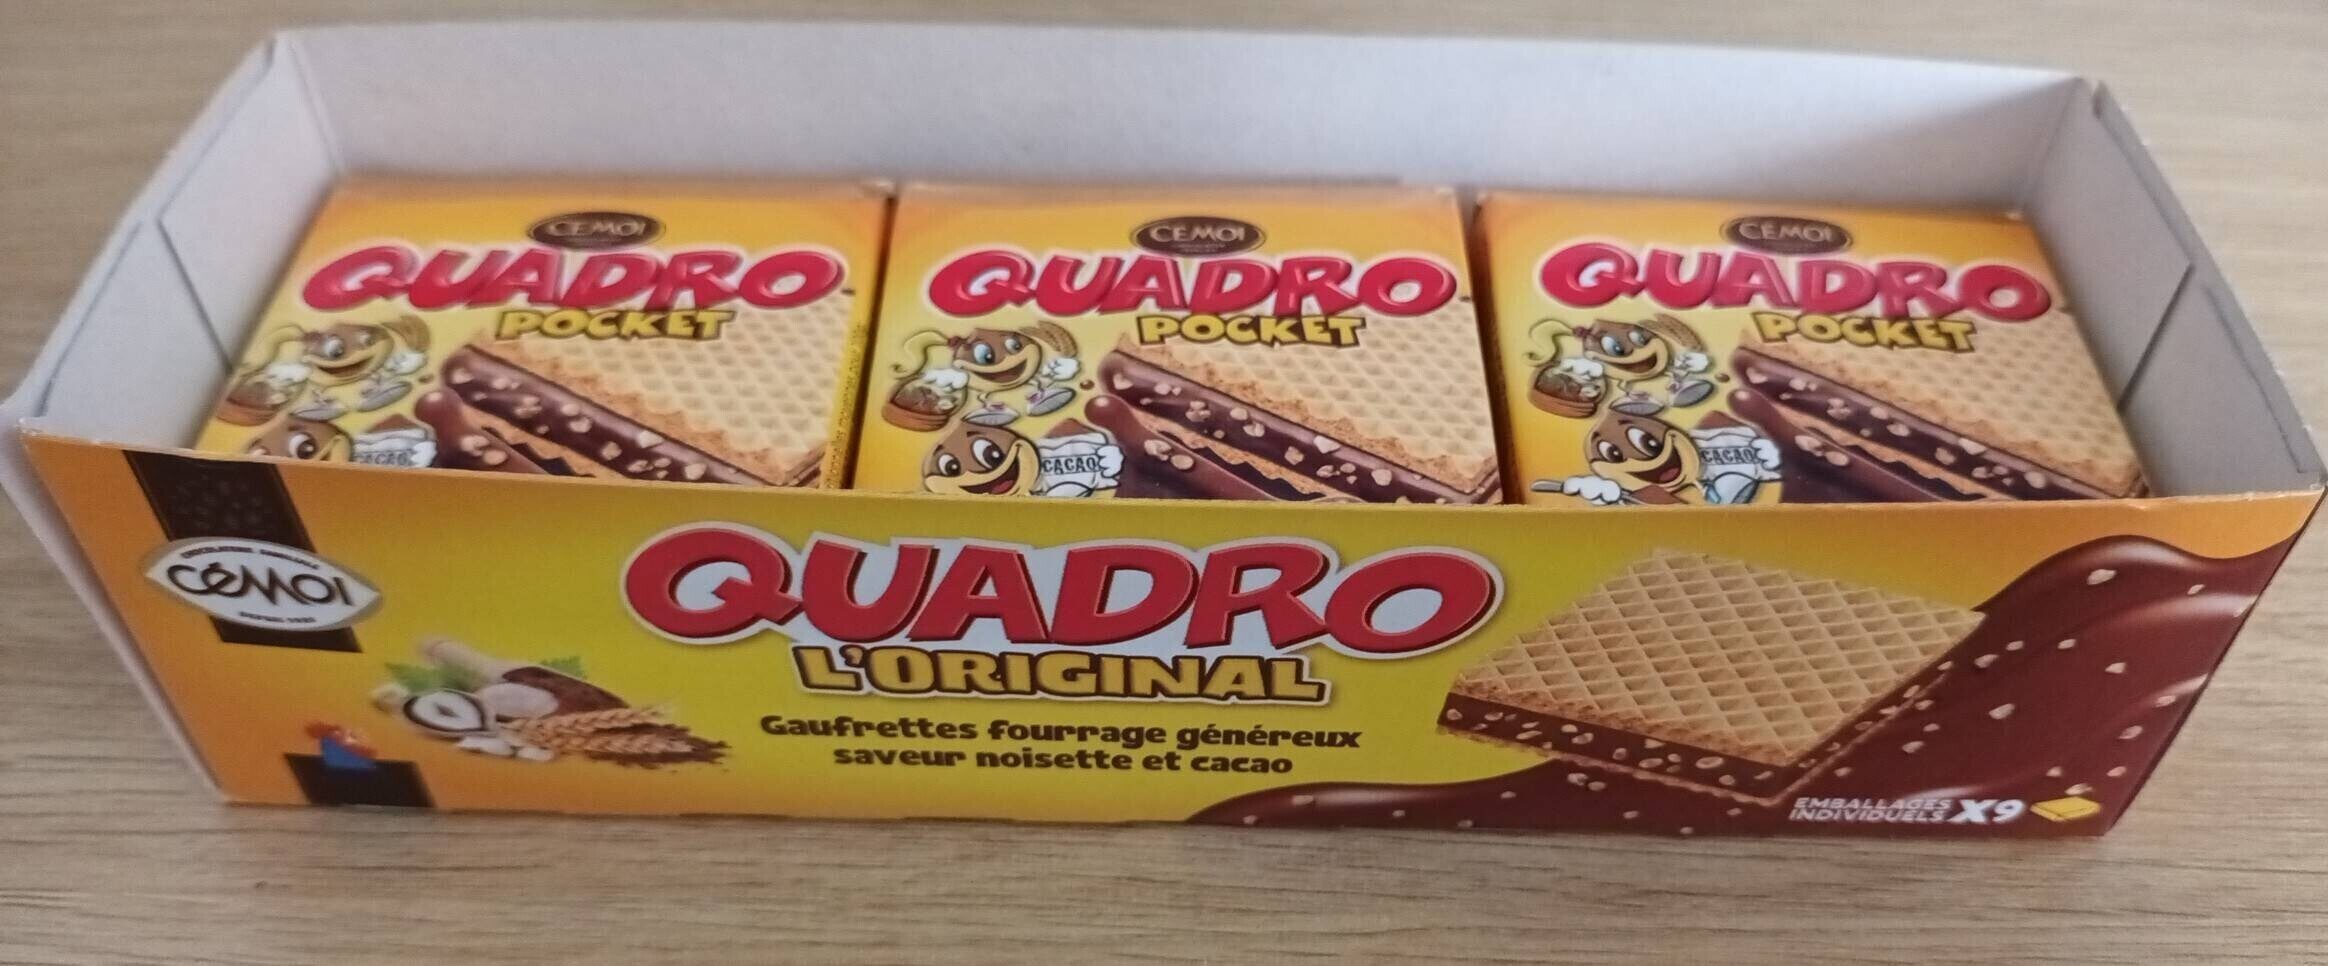 CÉMOI
QUADRO
POCKET
CACAO
CÉMOI
QUADRO
POCKET
CACAO
CÉMOI
QUADRO
POCKET
CACAO
CéMOI
QUADRO
L'ORIGINAL
Gaufrettes fourrage généreux
saveur noisette et cacao
EMBALLAGES
INDIVIDUELS X9